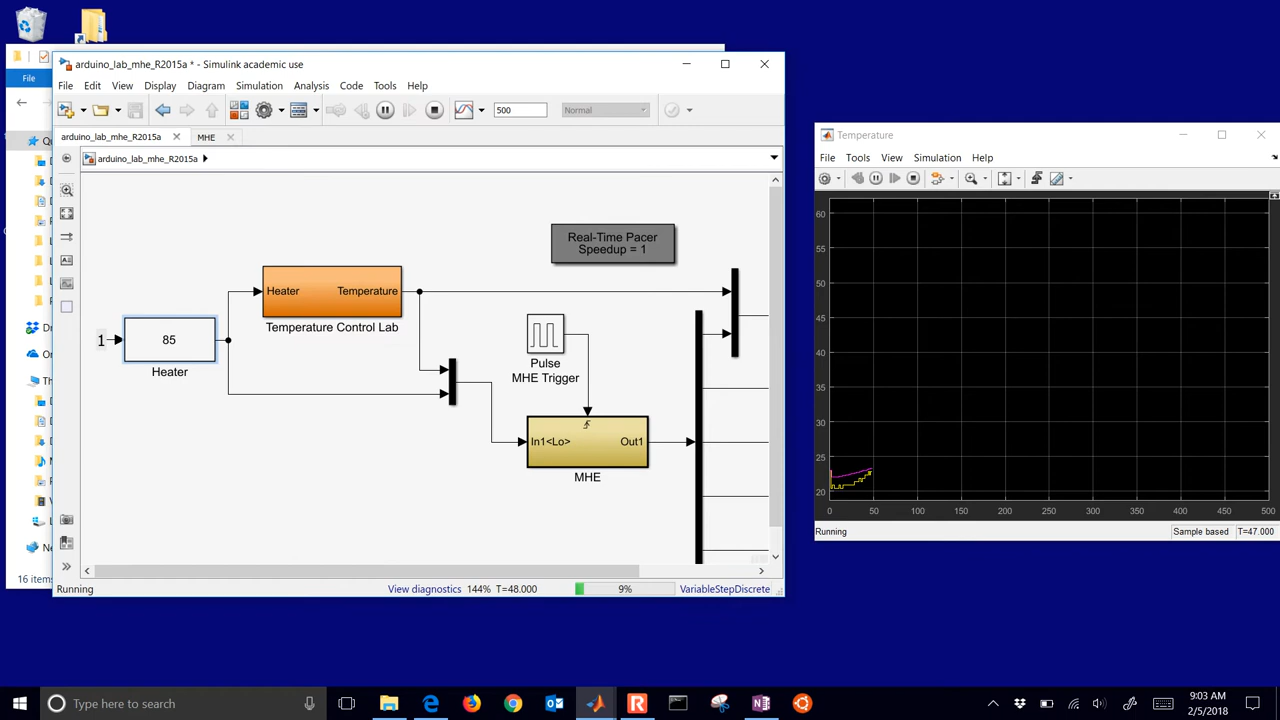 arduino_lab_mhe_R2015a * - Simulink academic use
File
File Edit View Display Diagram Simulation Analysis Code Tools Help
500
Normal
arduino_lab_mhe_R2015a
MHE
arduino_lab_mhe_R2015a
Real-Time Pacer
Speedup = 1
Heater
Temperature
Temperature Control Lab
1
85
Heater
Pulse
MHE Trigger
In1<Lo>
Out1
MHE
16 items
Running
View diagnostics
144%
T=48.000
9%
VariableStepDiscrete
Temperature
File Tools View Simulation Help
60
55
50
45
40
35
30
25
20
0 50 100 150 200 250 300 350 400 450 500
Running
Sample based
T=47.000
Type here to search
9:03 AM
2/5/2018